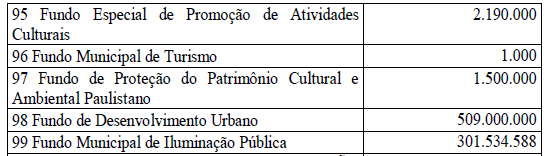 95 Fundo Especial de Promoção de Atividades 2.190.000
Culturais
96 Fundo Municipal de Turismo 1.000
97 Fundo de Proteção do Patrimônio Cultural e 1.500.000
Ambiental Paulistano
98 Fundo de Desenvolvimento Urbano 509.000.000
99 Fundo Municipal de Iluminação Pública 301.534.588